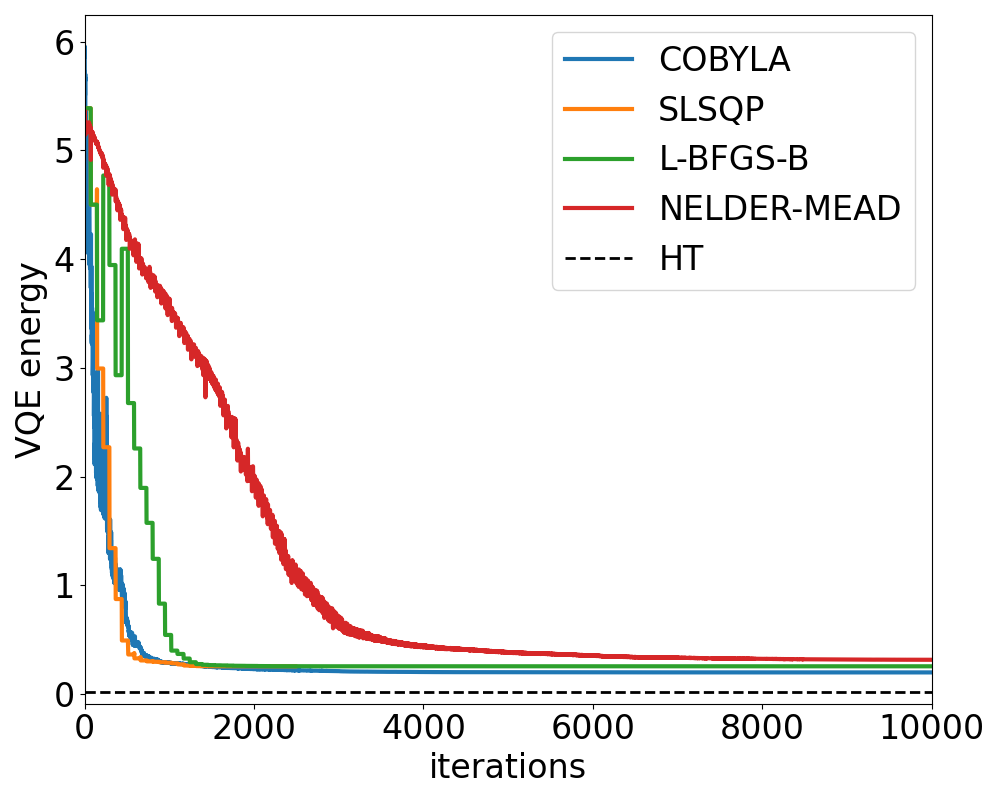 6
5
4
3
2
1
0
VQE energy
0
2000
4000
6000
8000
10000
iterations
COBYLA
SLSQP
L-BFGS-B
NELDER-MEAD
HT